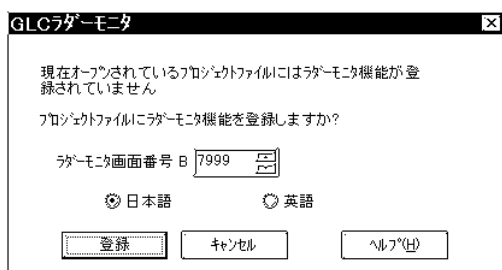 GLCﾗﾀﾞｰﾓﾆﾀ
現在ｵｰﾌﾟﾝされているﾌﾟﾛｼﾞｪｸﾄﾌｧｲﾙにはﾗﾀﾞｰﾓﾆﾀ機能が登
録されていません
ﾌﾟﾛｼﾞｪｸﾄﾌｧｲﾙにﾗﾀﾞｰﾓﾆﾀ機能を登録しますか?
ﾗﾀﾞｰﾓﾆﾀ画面番号 B 7999
日本語 英語
登録 ｷｬﾝｾﾙ ﾍﾙﾌﾟ(H)